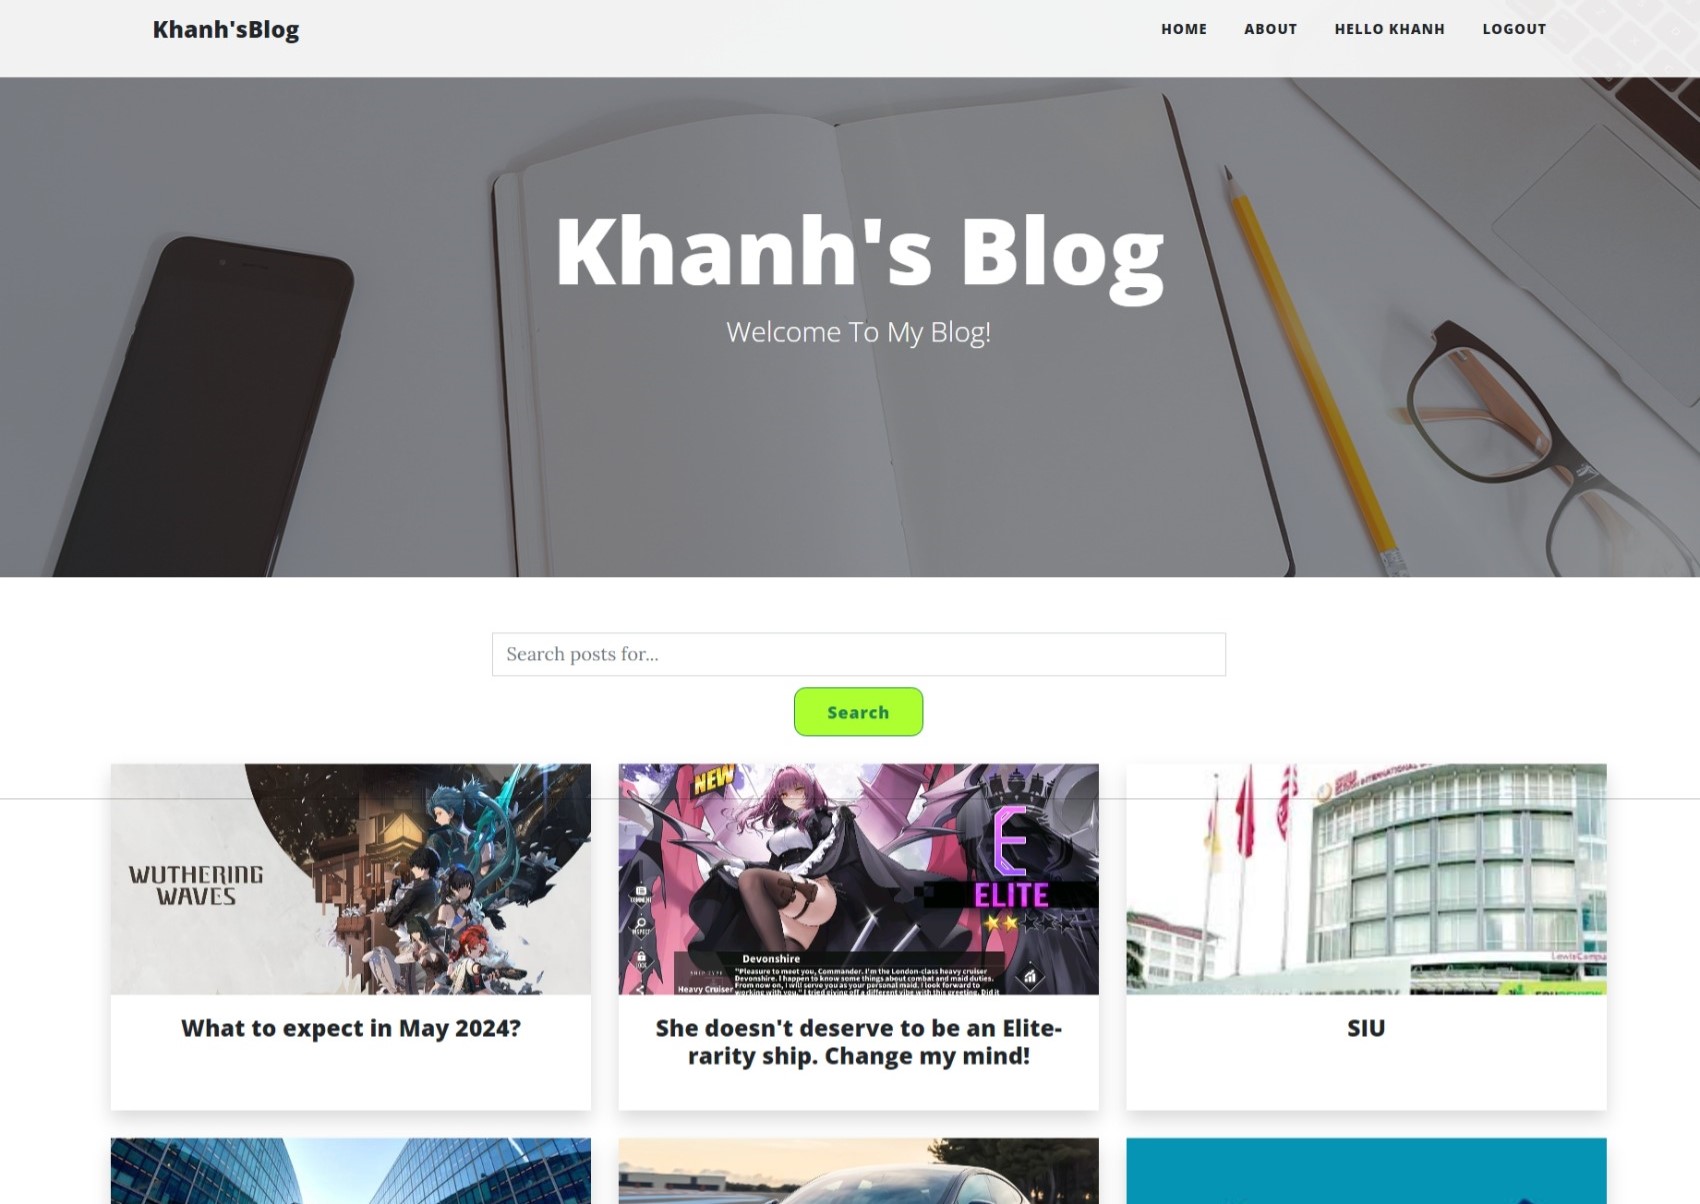 Khanh'sBlog
HOME ABOUT HELLO KHANH LOGOUT
Khanh's Blog
Welcome To My Blog!
Search posts for...
Search
WUTHERING
WAVES
NEW
COMMENT
LOCK
E
ELITE
Devonshire
SHIP TYPE
Heavy Cruiser
"Pleasure to meet you, Commander. I'm the London-class heavy cruiser
Devonshire. I happen to know some things about combat and maid duties.
From now on, I will serve you as your personal maid. I look forward to
working with you." I tried giving off a different vibe with this greeting. Did it
What to expect in May 2024?
She doesn't deserve to be an Elite-
rarity ship. Change my mind!
SIU